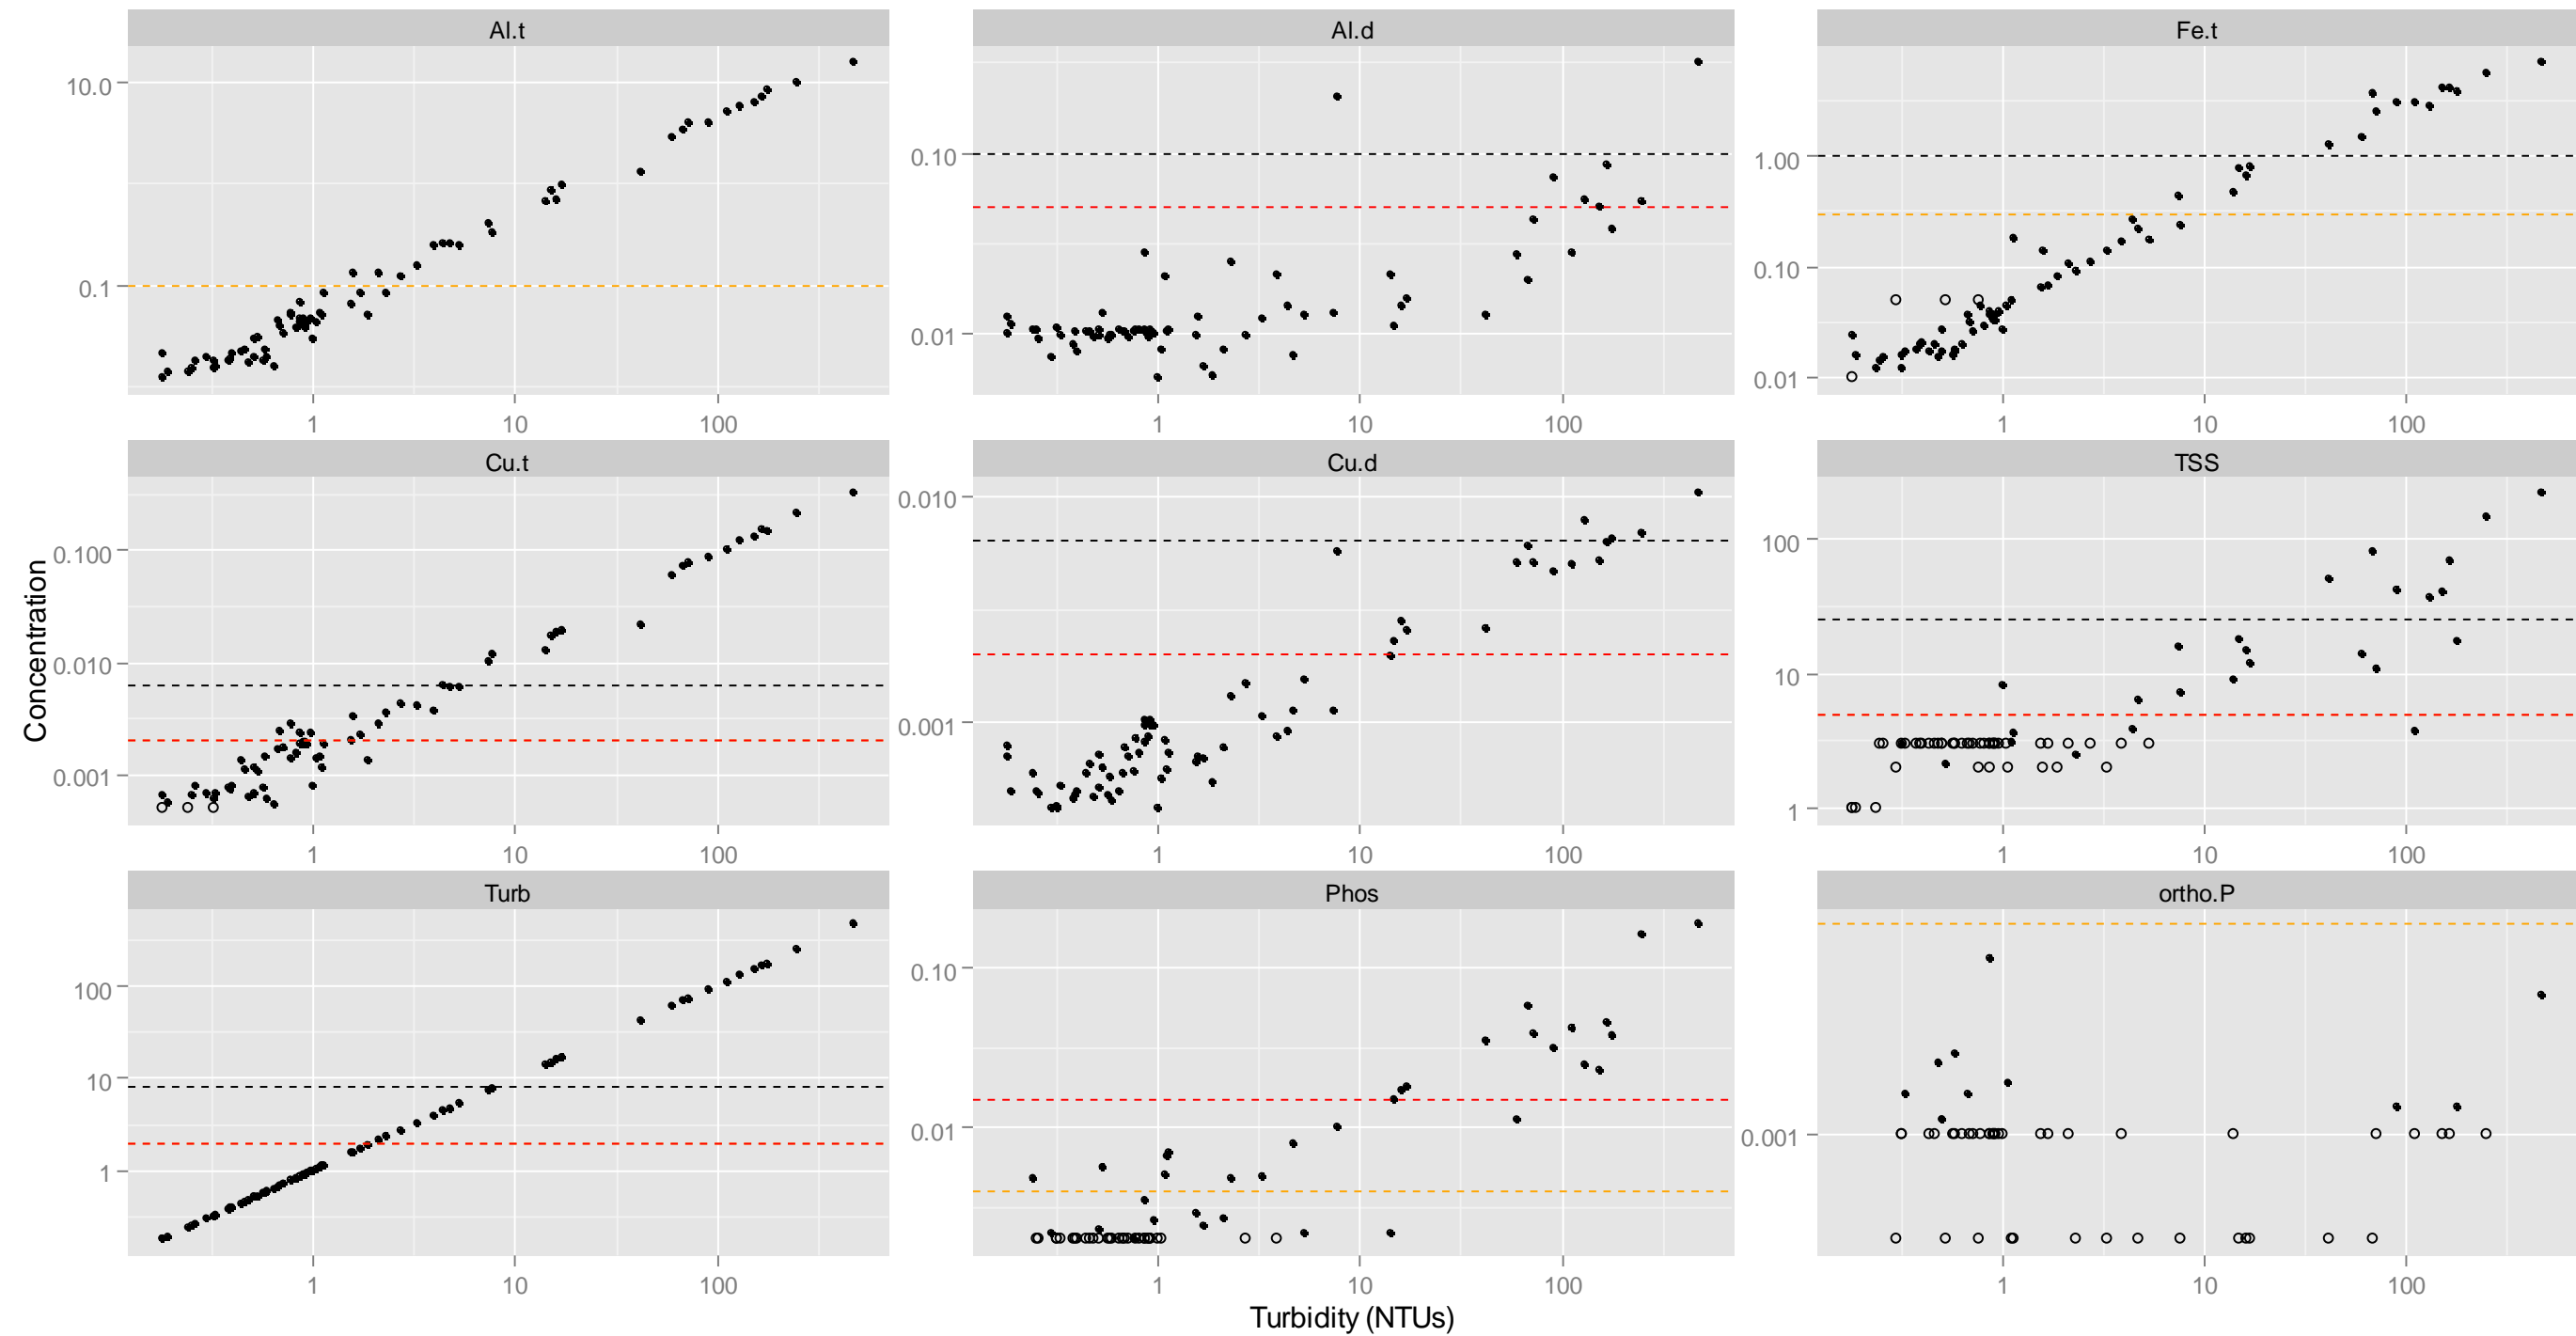 Al.t Al.d Fe.t
10.0
0.1
0.10
0.01
1.00
0.10
0.01
1 10 100 1 10 100 1 10 100
Cu.t Cu.d TSS
0.100
0.010
0.001
0.010
0.001
100
10
1
1 10 100 1 10 100 1 10 100
Turb Phos ortho.P
100
10
1
0.10
0.01
0.001
1 10 100 1 10 100 1 10 100
Concentration
Turbidity (NTUs)